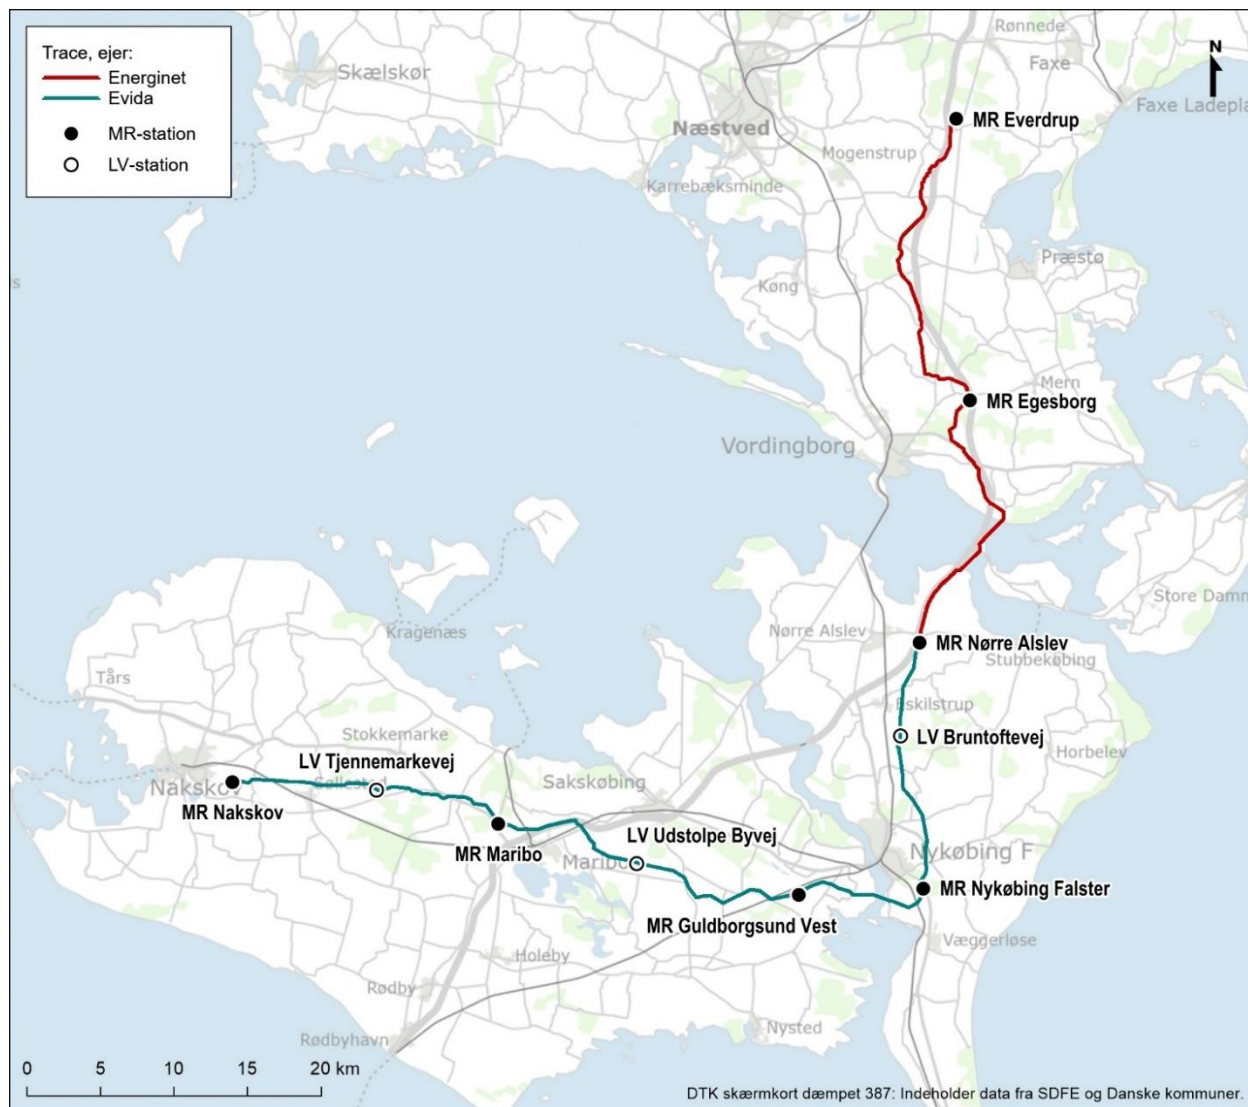 Trace, ejer:
Energinet
Evida
MR-station
LV-station
N
Rønnede
Faxe
Skælskør
Faxe Ladepla
MR Everdrup
Næstved
Mogenstrup
Karrebæksminde
Præstø
Køng
s
Mern
MR Egesborg
Vordingborg
Store Damm
Kragenæs
Nørre Alslev
MR Nørre Alslev
Stubbekøbing
Tårs
Eskilstrup
Stokkemarke
LV Bruntoftevej
Horbelev
LV Tjennemarkevej
Søllested
Sakskøbing
Nakskov
MR Nakskov
LV Udstolpe Byvej
MR Maribo
Maribo
Nykøbing F
MR Nykøbing Falster
MR Guldborgsund Vest
Væggerløse
Holeby
Rødby
Nysted
Rødbyhavn
0 5 10 15 20 km
DTK skærmkort dæmpet 387: Indeholder data fra SDFE og Danske kommuner.